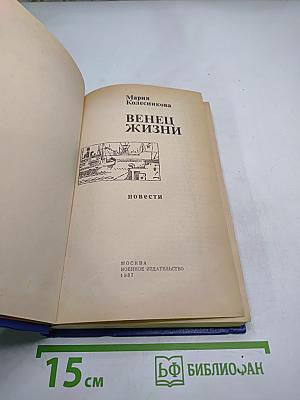 Мария
Колесникова
ВЕНЕЦ
ЖИЗНИ
повести
МОСКВА
ВОЕННОЕ ИЗДАТЕЛЬСТВО
1987
15 см
БФ БИБЛИОФАН